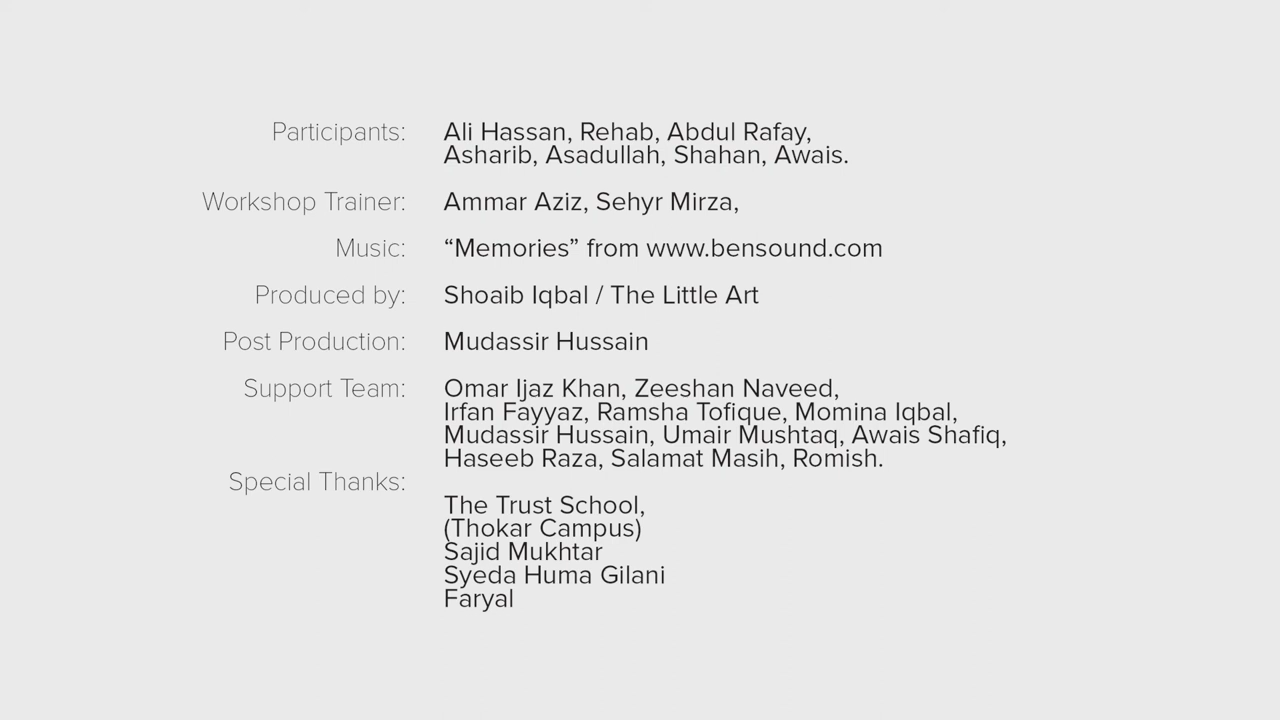 Participants: Ali Hassan, Rehab, Abdul Rafay,
Asharib, Asadullah, Shahan, Awais.
Workshop Trainer: Ammar Aziz, Sehyr Mirza,
Music: “Memories” from www.bensound.com
Produced by: Shoaib Iqbal / The Little Art
Post Production: Mudassir Hussain
Support Team: Omar Ijaz Khan, Zeeshan Naveed,
Irfan Fayyaz, Ramsha Tofique, Momina Iqbal,
Mudassir Hussain, Umair Mushtaq, Awais Shafiq,
Haseeb Raza, Salamat Masih, Romish.
Special Thanks:
The Trust School,
(Thokar Campus)
Sajid Mukhtar
Syeda Huma Gilani
Faryal